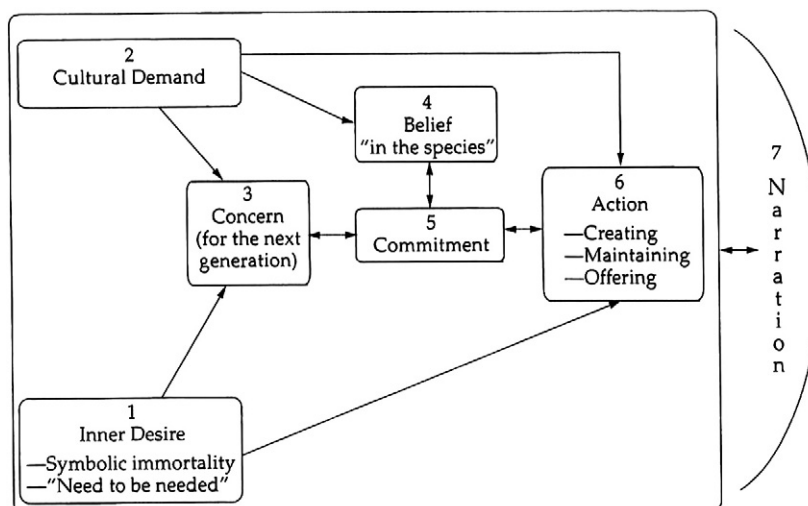 2
Cultural Demand
4
Belief
"in the species"
3
Concern
(for the next
generation)
5
Commitment
6
Action
—Creating
—Maintaining
—Offering
7
Narration
1
Inner Desire
—Symbolic immortality
—"Need to be needed"